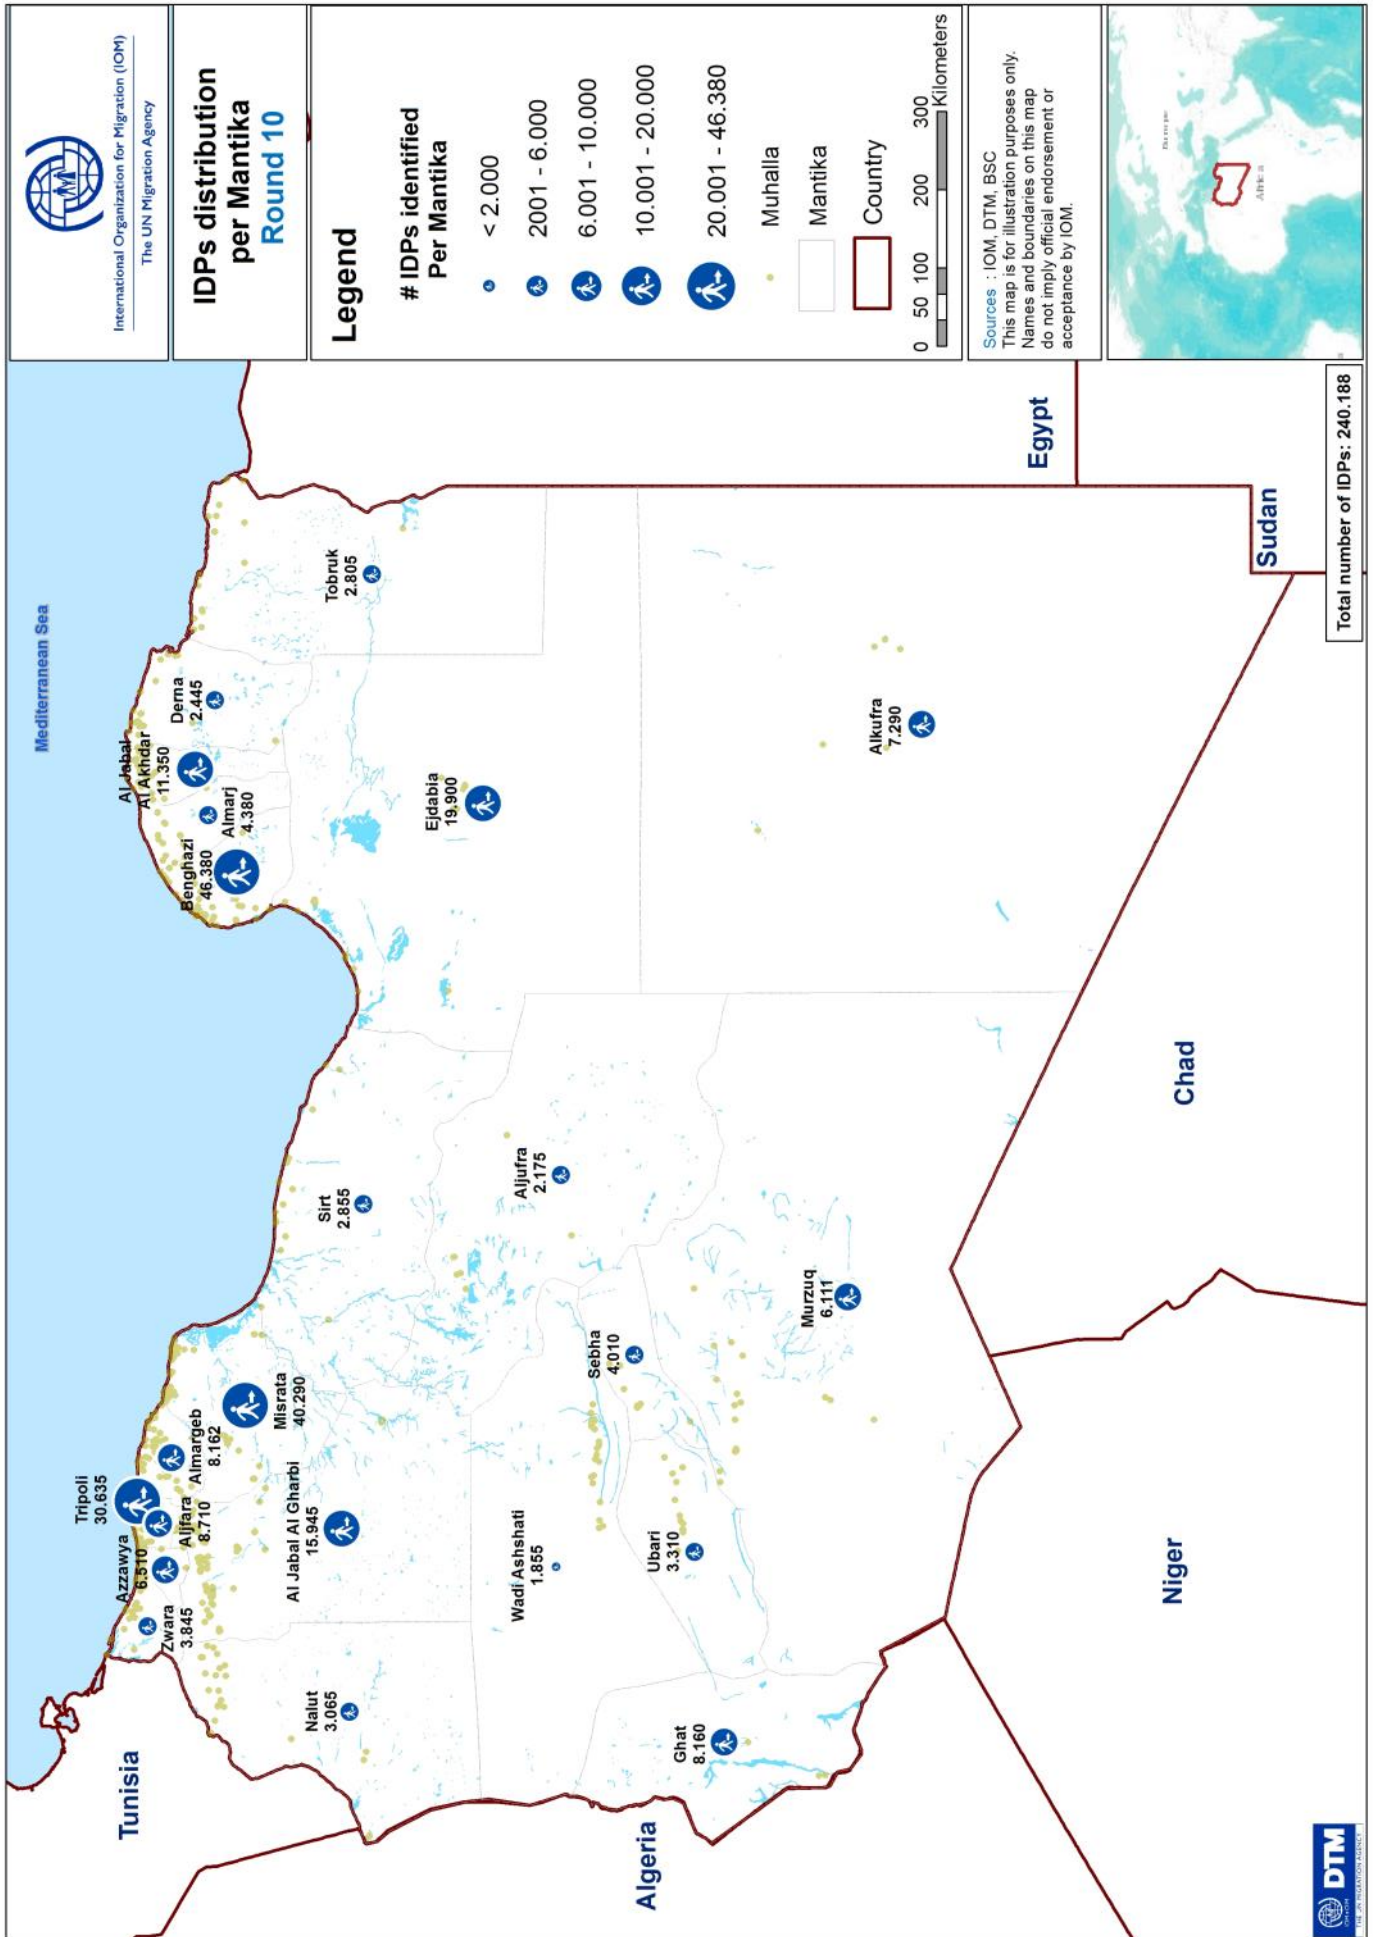 International Organization for Migration (IOM)
The UN Migration Agency
IDPs distribution
per Mantika
Round 10
Legend
# IDPs identified
Per Mantika
< 2.000
2001 - 6.000
6.001 - 10.000
10.001 - 20.000
20.001 - 46.380
Muhalla
Mantika
Country
0 50 100 200 300
Kilometers
Sources : IOM, DTM, BSC
This map is for illustration purposes only.
Names and boundaries on this map
do not imply official endorsement or
acceptance by IOM.
Africa
Mediterranean Sea
Tunisia
Algeria
Niger
Chad
Sudan
Egypt
Tripoli
30.635
Azzawya
6.510
Zwara
3.845
Aljfara
8.710
Almargeb
8.162
Misrata
40.290
Nalut
3.065
Al Jabal Al Gharbi
15.945
Sirt
2.855
Benghazi
46.380
Almarj
4.380
Al Jabal
Al Akhdar
11.350
Derna
2.445
Tobruk
2.805
Ejdabia
19.900
Alkufra
7.290
Aljufra
2.175
Wadi Ashshati
1.855
Sebha
4.010
Ubari
3.310
Murzuq
6.111
Ghat
8.160
Total number of IDPs: 240.188
DTM
THE UN MIGRATION AGENCY